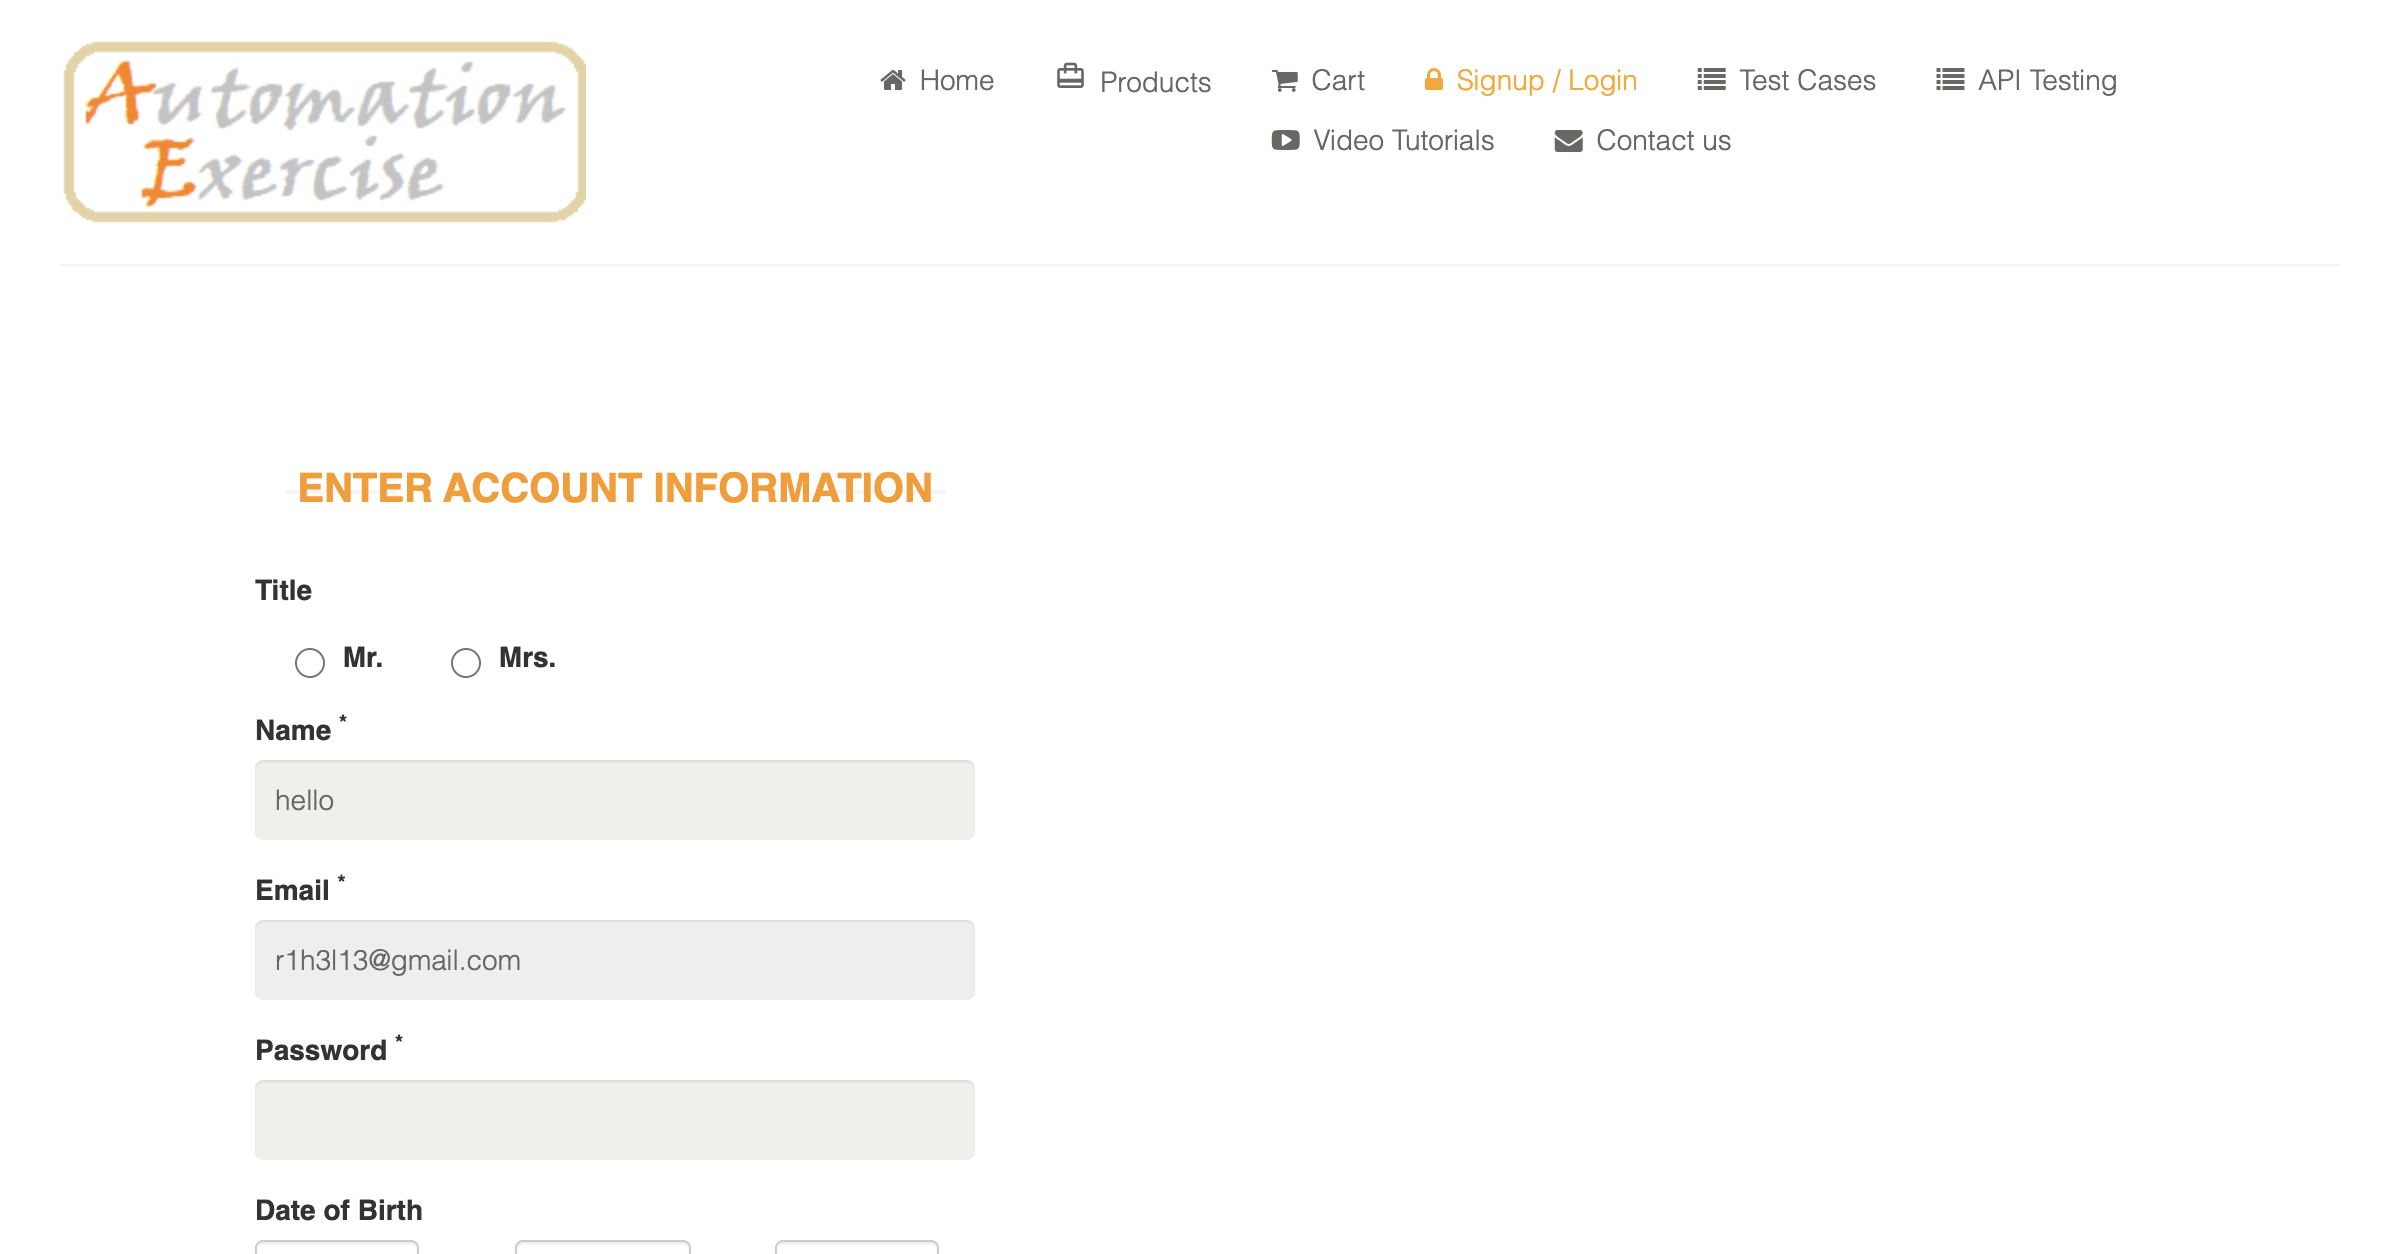 Automation
Exercise
Home Products Cart Signup / Login Test Cases API Testing
Video Tutorials Contact us
ENTER ACCOUNT INFORMATION
Title
Mr. Mrs.
Name *
hello
Email *
r1h3l13@gmail.com
Password *
Date of Birth